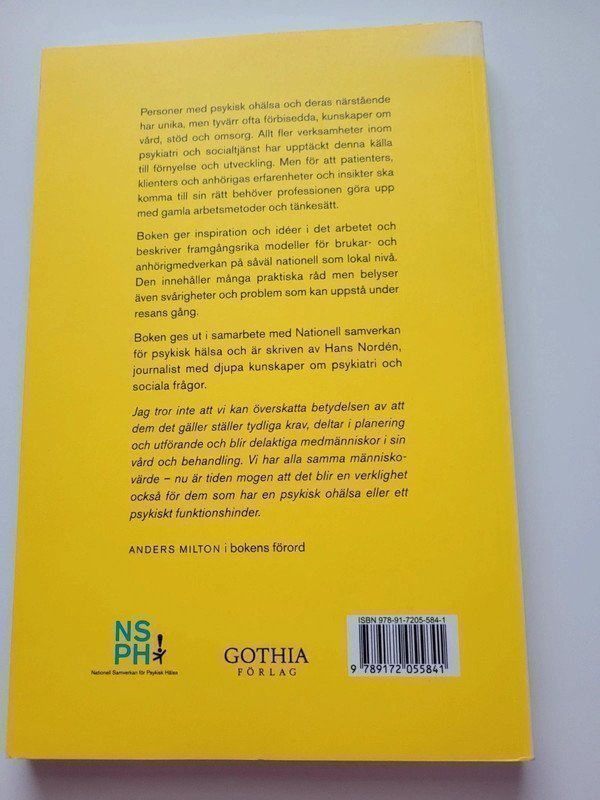 Personer med psykisk ohälsa och deras närstående
har unika, men tyvärr ofta förbisedda, kunskaper om
vård, stöd och omsorg. Allt fler verksamheter inom
psykiatri och socialtjänst har upptäckt denna källa
till förnyelse och utveckling. Men för att patienters,
klienters och anhörigas erfarenheter och insikter ska
komma till sin rätt behöver professionen göra upp
med gamla arbetsmetoder och tänkesätt.
Boken ger inspiration och idéer i det arbetet och
beskriver framgångsrika modeller för brukar- och
anhörigmedverkan på såväl nationell som lokal nivå.
Den innehåller många praktiska råd men belyser
även svårigheter och problem som kan uppstå under
resans gång.
Boken ges ut i samarbete med Nationell samverkan
för psykisk hälsa och är skriven av Hans Nordén,
journalist med djupa kunskaper om psykiatri och
sociala frågor.
Jag tror inte att vi kan överskatta betydelsen av att
dem det gäller ställer tydliga krav, deltar i planering
och utförande och blir delaktiga medmänniskor i sin
vård och behandling. Vi har alla samma människo-
värde – nu är tiden mogen att det blir en verklighet
också för dem som har en psykisk ohälsa eller ett
psykiskt funktionshinder.
ANDERS MILTON i bokens förord
NS
PH!
Nationell Samverkan för Psykisk Hälsa
GOTHIA
FÖRLAG
ISBN 978-91-7205-584-1
9 789172 055841